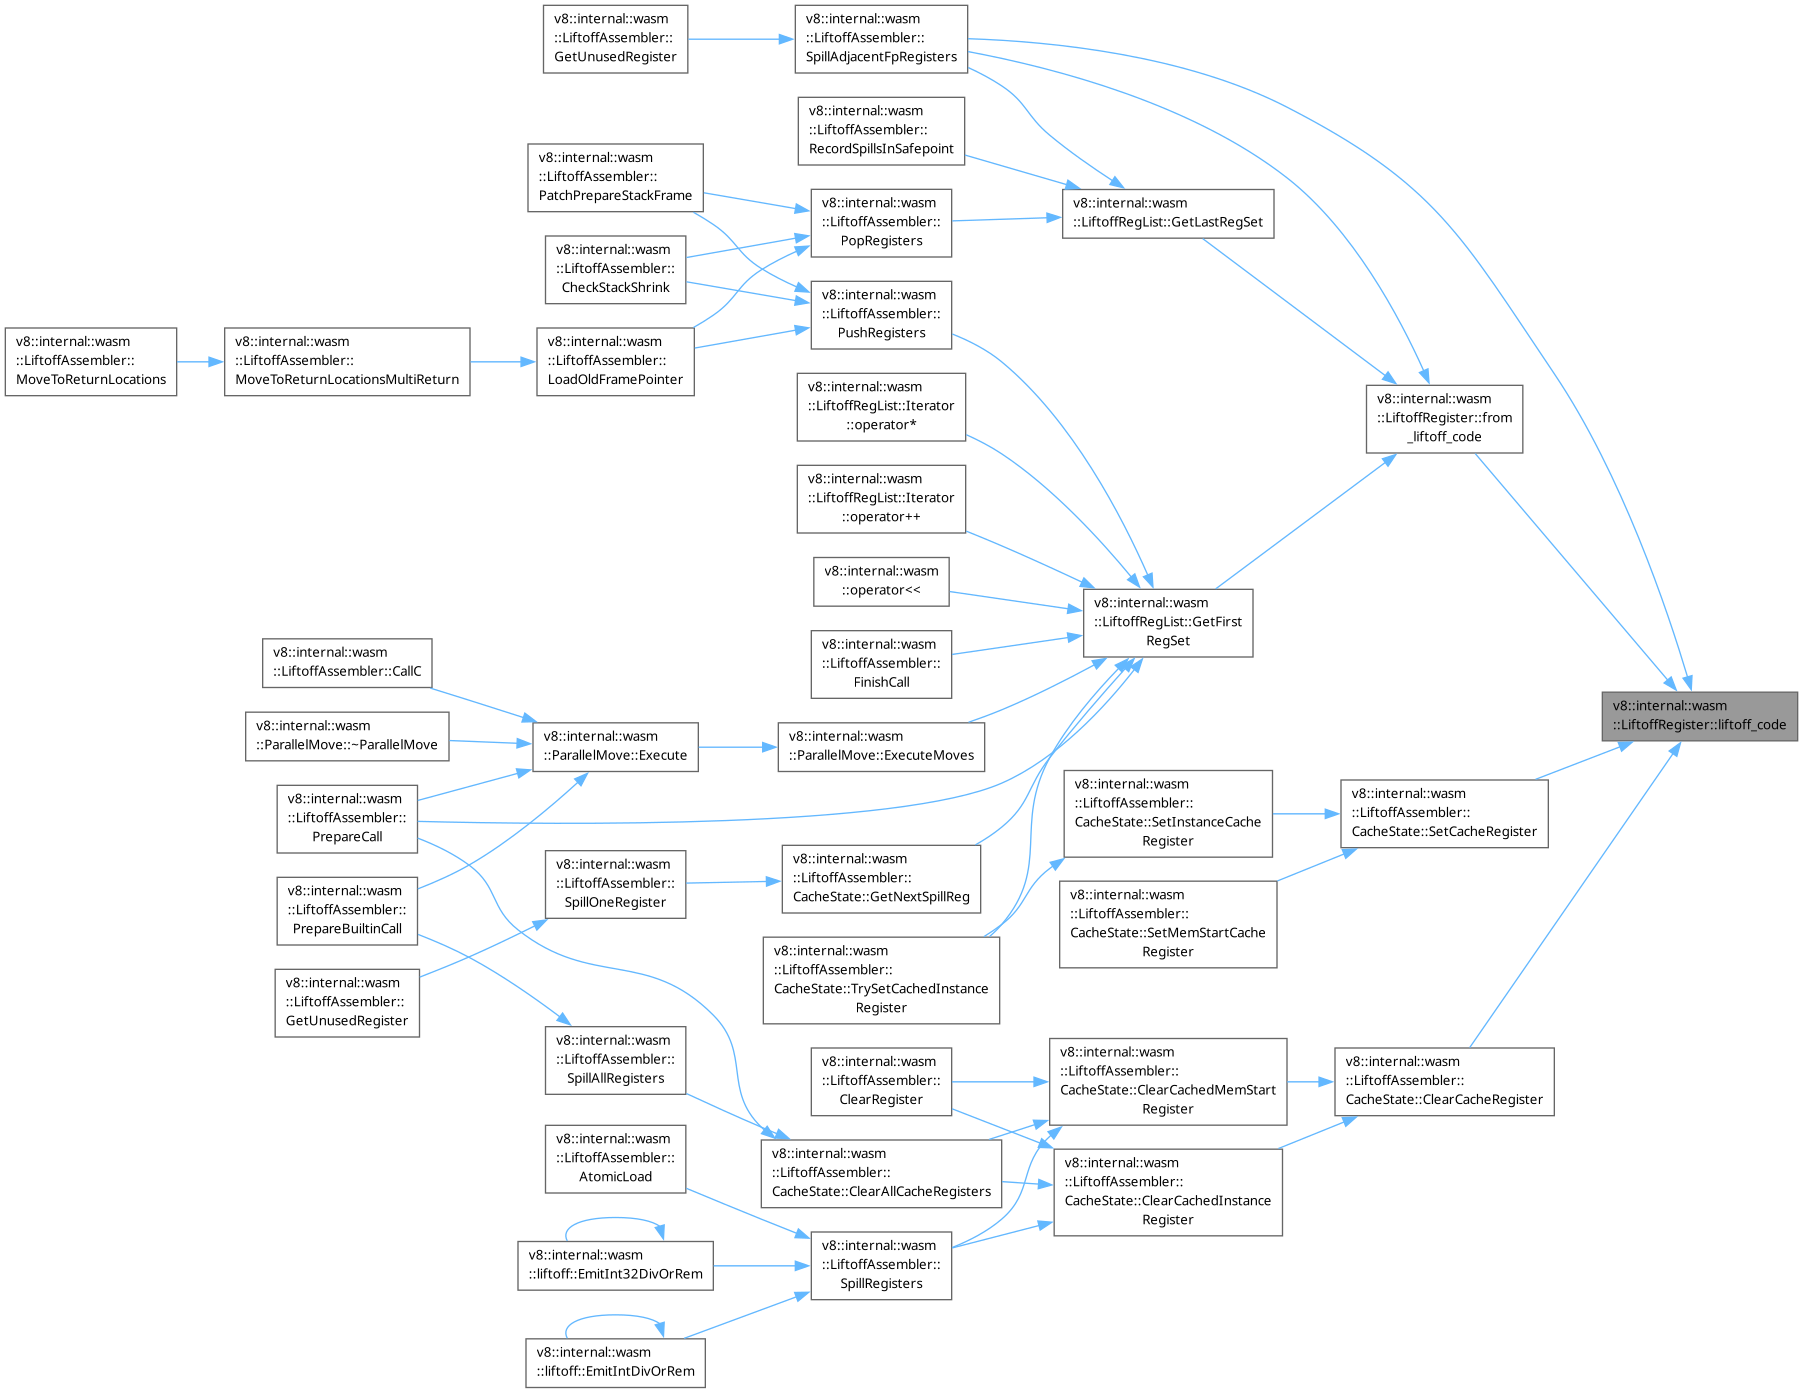 v8::internal::wasm
::LiftoffAssembler::
GetUnusedRegister
v8::internal::wasm
::LiftoffAssembler::
SpillAdjacentFpRegisters
v8::internal::wasm
::LiftoffAssembler::
RecordSpillsInSafepoint
v8::internal::wasm
::LiftoffAssembler::
PatchPrepareStackFrame
v8::internal::wasm
::LiftoffAssembler::
PopRegisters
v8::internal::wasm
::LiftoffRegList::GetLastRegSet
v8::internal::wasm
::LiftoffAssembler::
CheckStackShrink
v8::internal::wasm
::LiftoffAssembler::
PushRegisters
v8::internal::wasm
::LiftoffAssembler::
MoveToReturnLocations
v8::internal::wasm
::LiftoffAssembler::
MoveToReturnLocationsMultiReturn
v8::internal::wasm
::LiftoffAssembler::
LoadOldFramePointer
v8::internal::wasm
::LiftoffRegList::Iterator
::operator*
v8::internal::wasm
::LiftoffRegister::from
_liftoff_code
v8::internal::wasm
::LiftoffRegList::Iterator
::operator++
v8::internal::wasm
::operator<<
v8::internal::wasm
::LiftoffRegList::GetFirst
RegSet
v8::internal::wasm
::LiftoffAssembler::
FinishCall
v8::internal::wasm
::LiftoffAssembler::CallC
v8::internal::wasm
::LiftoffRegister::liftoff_code
v8::internal::wasm
::ParallelMove::~ParallelMove
v8::internal::wasm
::ParallelMove::Execute
v8::internal::wasm
::ParallelMove::ExecuteMoves
v8::internal::wasm
::LiftoffAssembler::
PrepareCall
v8::internal::wasm
::LiftoffAssembler::
CacheState::SetInstanceCache
Register
v8::internal::wasm
::LiftoffAssembler::
CacheState::SetCacheRegister
v8::internal::wasm
::LiftoffAssembler::
SpillOneRegister
v8::internal::wasm
::LiftoffAssembler::
CacheState::GetNextSpillReg
v8::internal::wasm
::LiftoffAssembler::
PrepareBuiltinCall
v8::internal::wasm
::LiftoffAssembler::
CacheState::SetMemStartCache
Register
v8::internal::wasm
::LiftoffAssembler::
CacheState::TrySetCachedInstance
Register
v8::internal::wasm
::LiftoffAssembler::
GetUnusedRegister
v8::internal::wasm
::LiftoffAssembler::
SpillAllRegisters
v8::internal::wasm
::LiftoffAssembler::
ClearRegister
v8::internal::wasm
::LiftoffAssembler::
CacheState::ClearCachedMemStart
Register
v8::internal::wasm
::LiftoffAssembler::
CacheState::ClearCacheRegister
v8::internal::wasm
::LiftoffAssembler::
AtomicLoad
v8::internal::wasm
::LiftoffAssembler::
CacheState::ClearAllCacheRegisters
v8::internal::wasm
::LiftoffAssembler::
CacheState::ClearCachedInstance
Register
v8::internal::wasm
::liftoff::EmitInt32DivOrRem
v8::internal::wasm
::LiftoffAssembler::
SpillRegisters
v8::internal::wasm
::liftoff::EmitIntDivOrRem